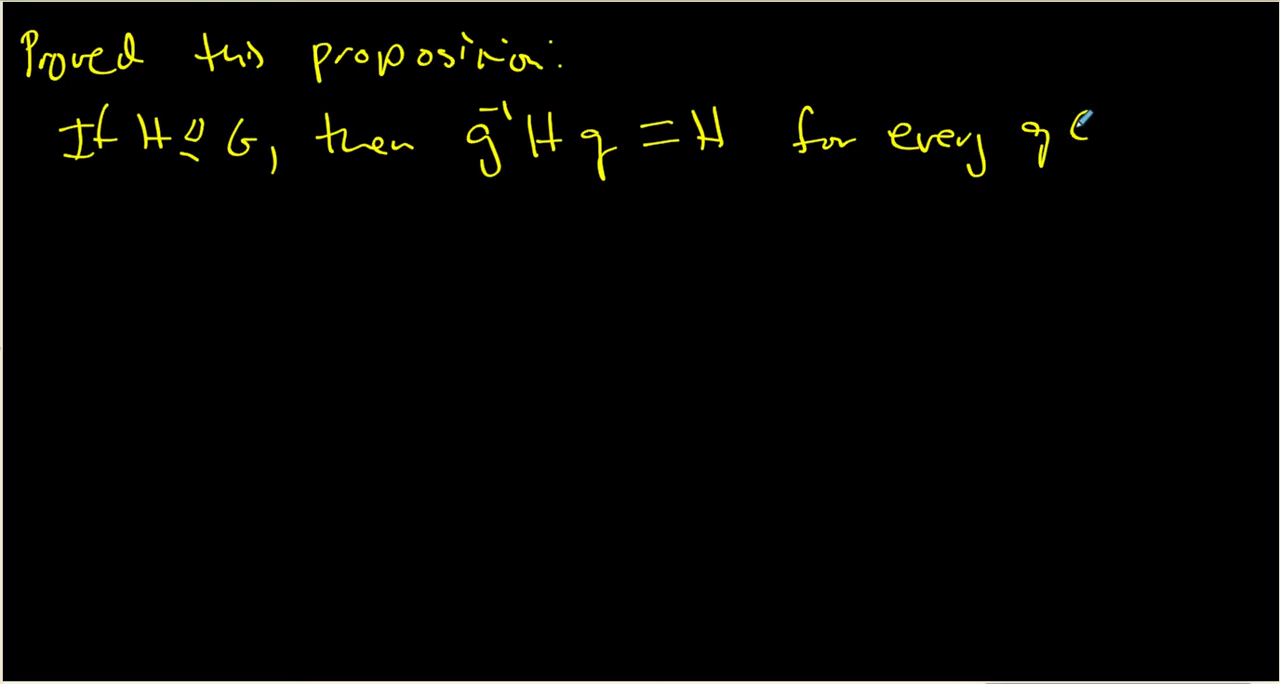 Proved this proposition:
If H ⊴ G, then g⁻¹Hg = H for every g ∈